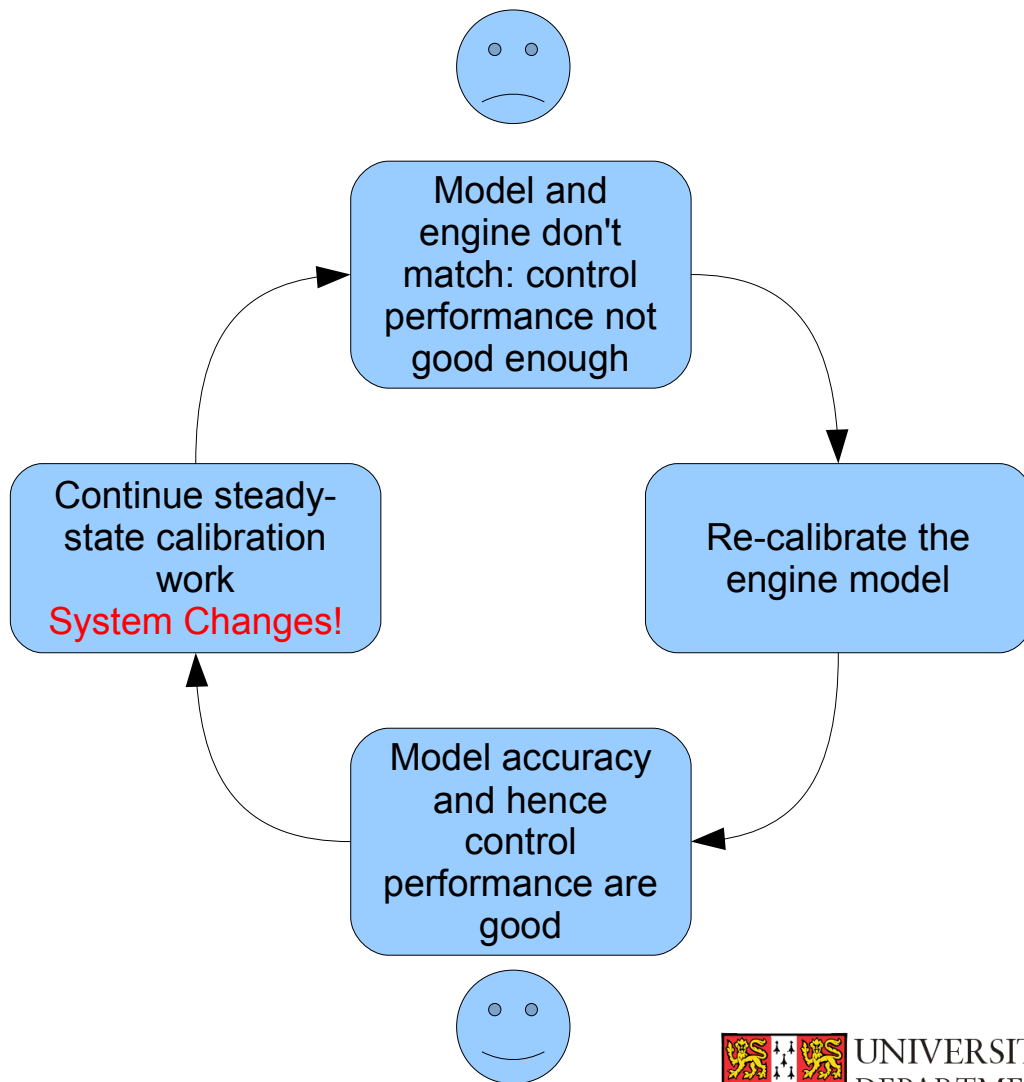 Model and
engine don't
match: control
performance not
good enough
Continue steady-
state calibration
work
System Changes!
Re-calibrate the
engine model
Model accuracy
and hence
control
performance are
good